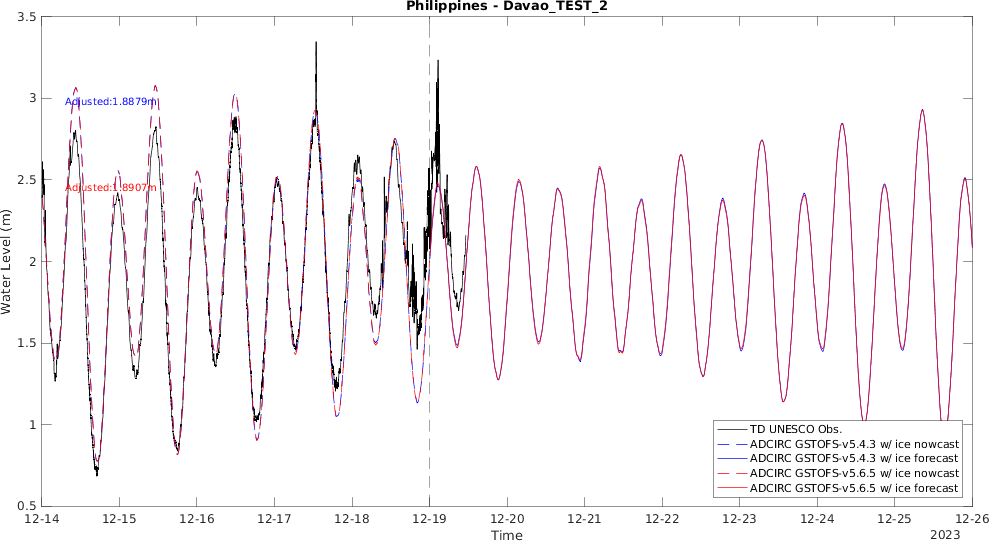 Philippines - Davao_TEST_2
3.5
3
2.5
2
1.5
1
0.5
Water Level (m)
Adjusted:1.8879m
Adjusted:1.8907m
TD UNESCO Obs.
ADCIRC GSTOFS-v5.4.3 w/ ice nowcast
ADCIRC GSTOFS-v5.4.3 w/ ice forecast
ADCIRC GSTOFS-v5.6.5 w/ ice nowcast
ADCIRC GSTOFS-v5.6.5 w/ ice forecast
12-14 12-15 12-16 12-17 12-18 12-19 12-20 12-21 12-22 12-23 12-24 12-25 12-26
Time
2023